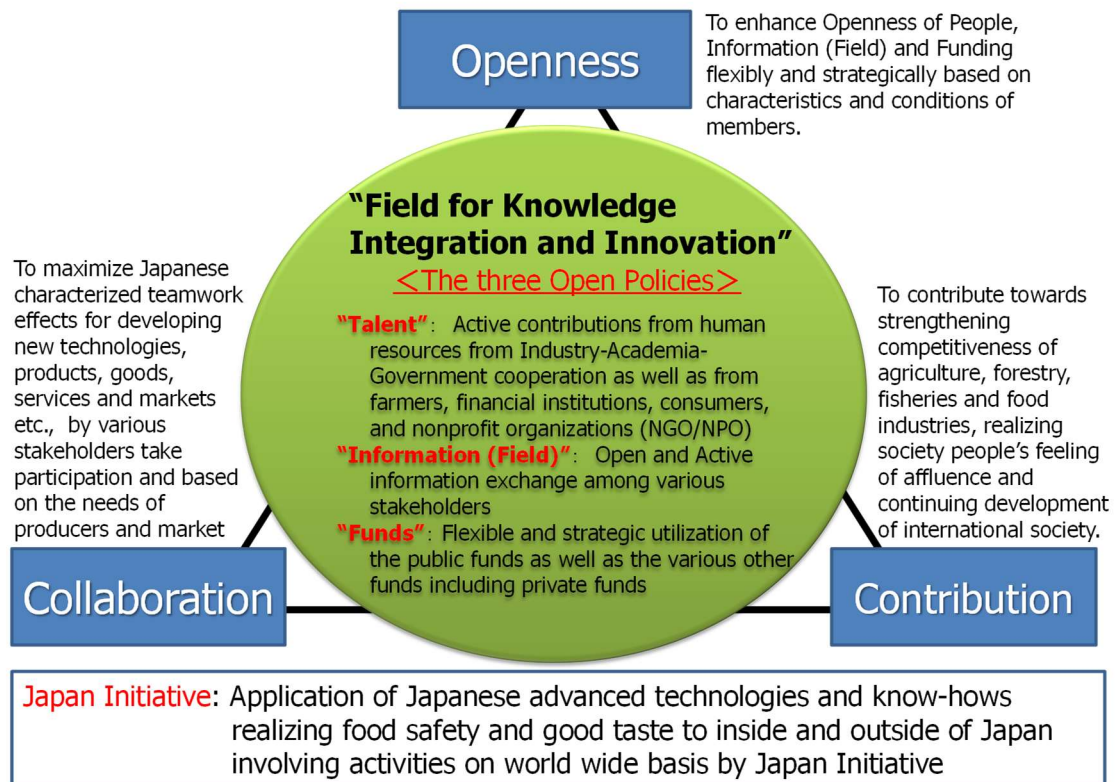 Openness
To enhance Openness of People,
Information (Field) and Funding
flexibly and strategically based on
characteristics and conditions of
members.
“Field for Knowledge
Integration and Innovation”
＜The three Open Policies＞
“Talent”： Active contributions from human
resources from Industry-Academia-
Government cooperation as well as from
farmers, financial institutions, consumers,
and nonprofit organizations (NGO/NPO)
“Information (Field)”： Open and Active
information exchange among various
stakeholders
“Funds”：Flexible and strategic utilization of
the public funds as well as the various other
funds including private funds
To maximize Japanese
characterized teamwork
effects for developing
new technologies,
products, goods,
services and markets
etc., by various
stakeholders take
participation and based
on the needs of
producers and market
Collaboration
To contribute towards
strengthening
competitiveness of
agriculture, forestry,
fisheries and food
industries, realizing
society people’s feeling
of affluence and
continuing development
of international society.
Contribution
Japan Initiative: Application of Japanese advanced technologies and know-hows
realizing food safety and good taste to inside and outside of Japan
involving activities on world wide basis by Japan Initiative